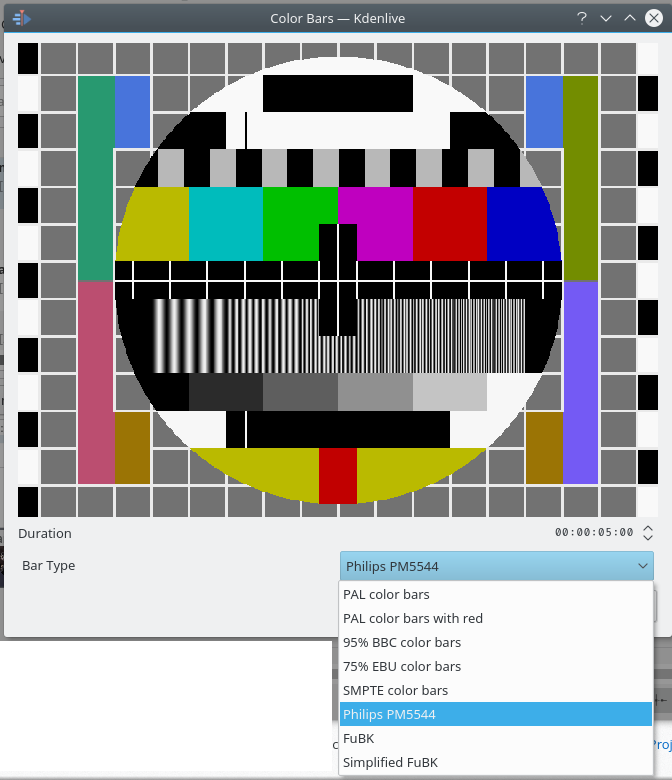 Color Bars — Kdenlive
Duration
00:00:05:00
Bar Type
Philips PM5544
PAL color bars
PAL color bars with red
95% BBC color bars
75% EBU color bars
SMPTE color bars
Philips PM5544
FuBK
Simplified FuBK